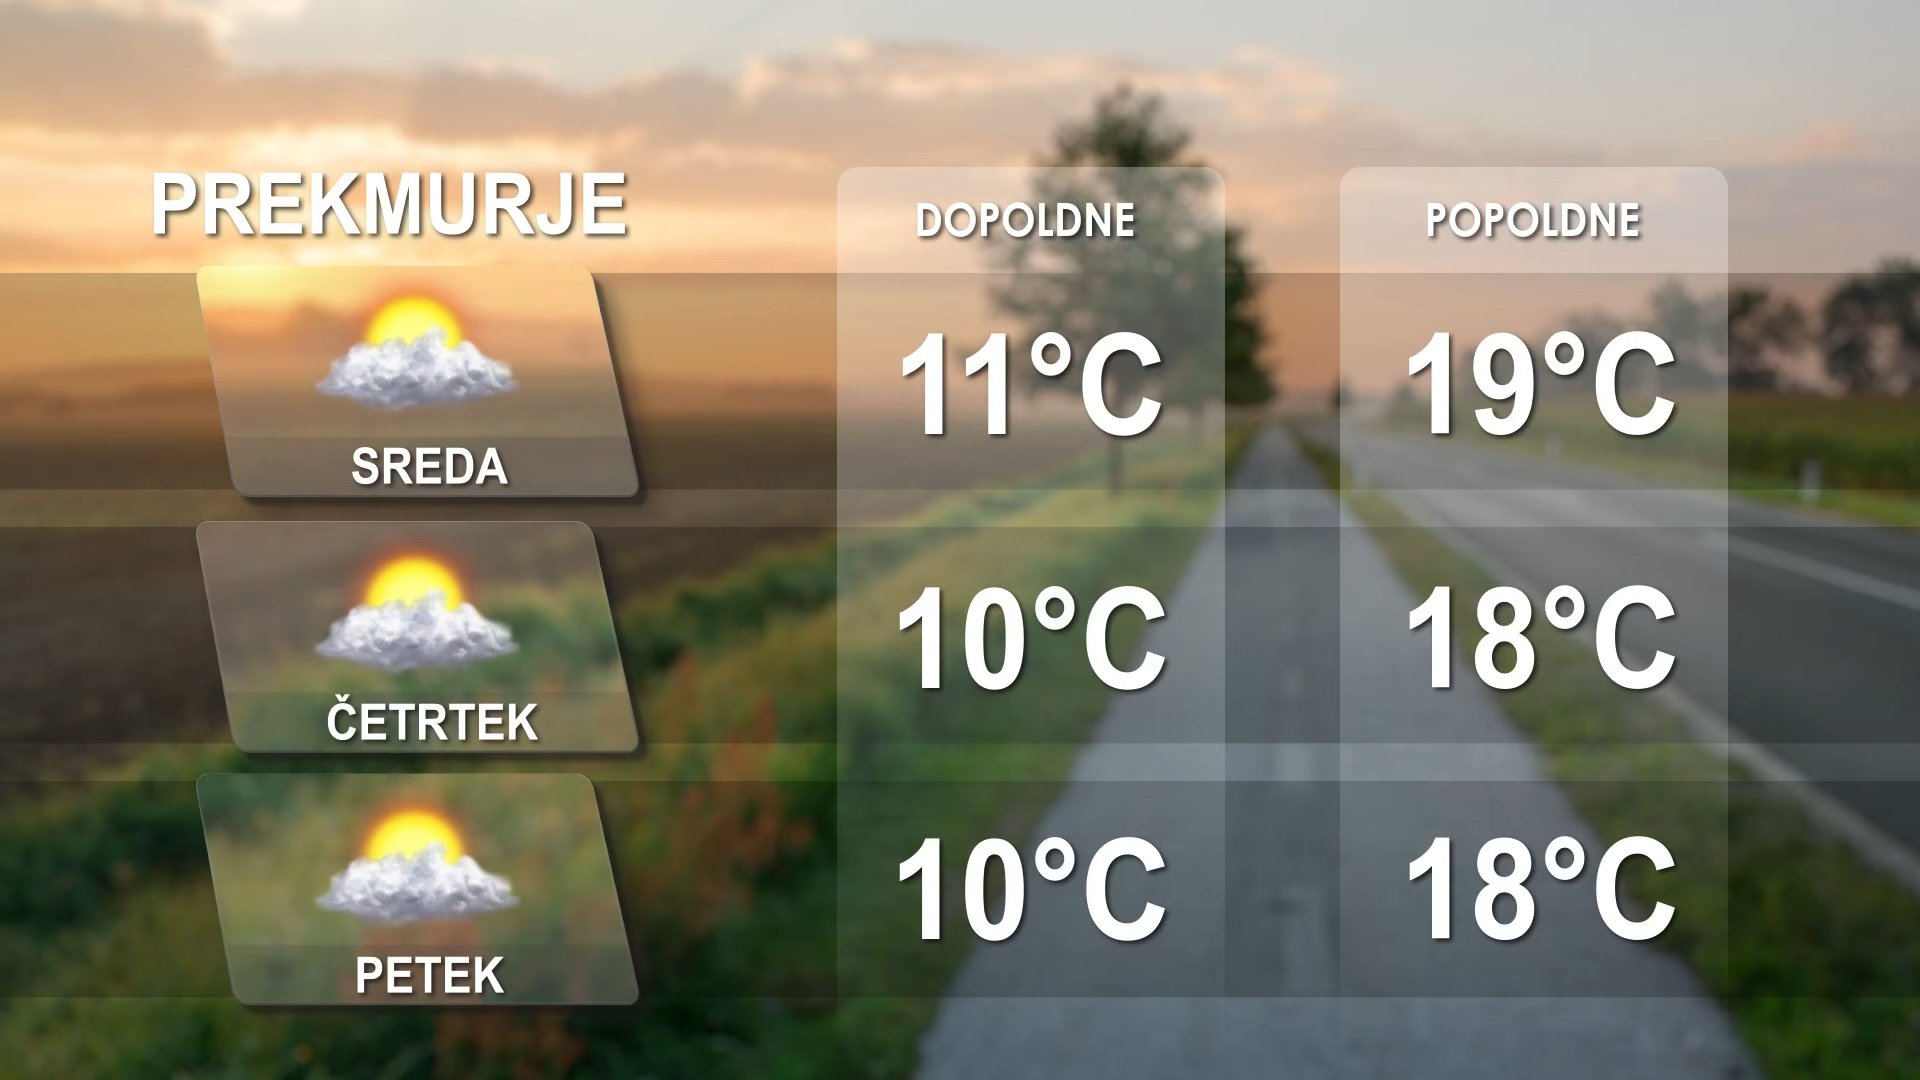 PREKMURJE
DOPOLDNE
POPOLDNE
SREDA
11°C
19°C
ČETRTEK
10°C
18°C
PETEK
10°C
18°C